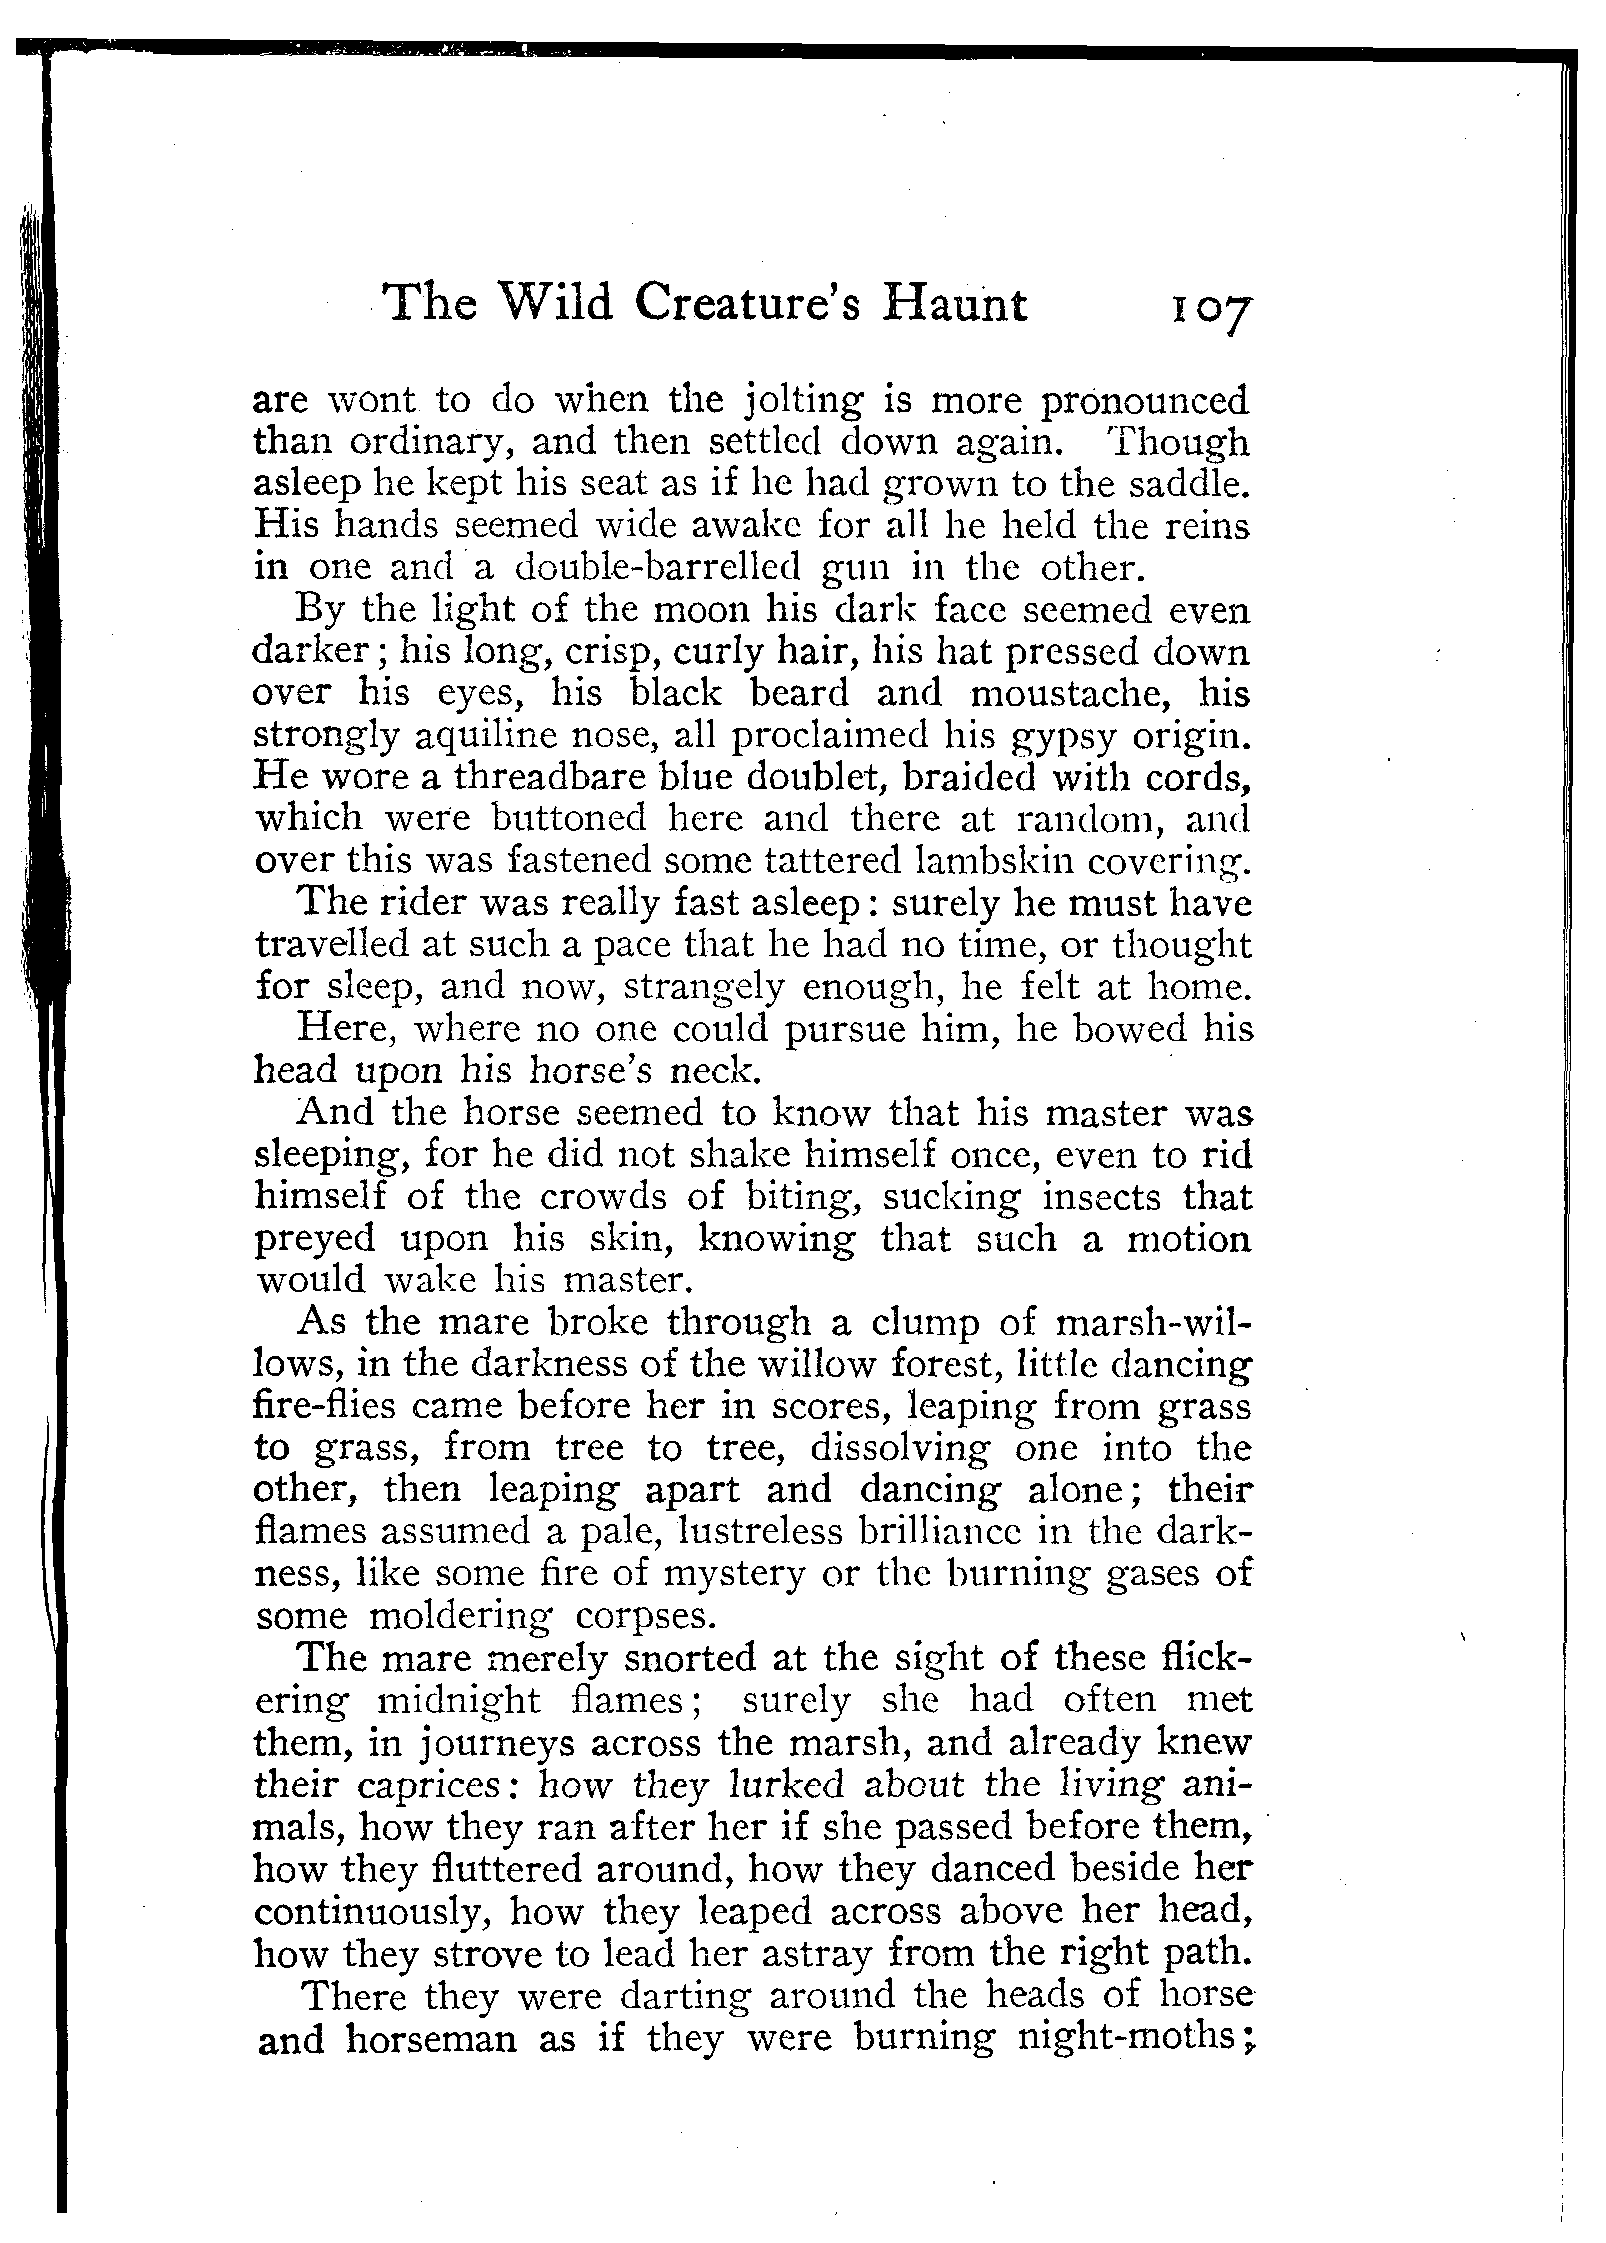 The Wild Creature's Haunt 107
are wont to do when the jolting is more pronounced
than ordinary, and then settled down again. Though
asleep he kept his seat as if he had grown to the saddle.
His hands seemed wide awake for all he held the reins
in one and a double-barrelled gun in the other.
By the light of the moon his dark face seemed even
darker; his long, crisp, curly hair, his hat pressed down
over his eyes, his black beard and moustache, his
strongly aquiline nose, all proclaimed his gypsy origin.
He wore a threadbare blue doublet, braided with cords,
which were buttoned here and there at random, and
over this was fastened some tattered lambskin covering.
The rider was really fast asleep: surely he must have
travelled at such a pace that he had no time, or thought
for sleep, and now, strangely enough, he felt at home.
Here, where no one could pursue him, he bowed his
head upon his horse's neck.
And the horse seemed to know that his master was
sleeping, for he did not shake himself once, even to rid
himself of the crowds of biting, sucking insects that
preyed upon his skin, knowing that such a motion
would wake his master.
As the mare broke through a clump of marsh-wil-
lows, in the darkness of the willow forest, little dancing
fire-flies came before her in scores, leaping from grass
to grass, from tree to tree, dissolving one into the
other, then leaping apart and dancing alone; their
flames assumed a pale, lustreless brilliance in the dark-
ness, like some fire of mystery or the burning gases of
some moldering corpses.
The mare merely snorted at the sight of these flick-
ering midnight flames; surely she had often met
them, in journeys across the marsh, and already knew
their caprices: how they lurked about the living ani-
mals, how they ran after her if she passed before them,
how they fluttered around, how they danced beside her
continuously, how they leaped across above her head,
how they strove to lead her astray from the right path.
There they were darting around the heads of horse
and horseman as if they were burning night-moths;